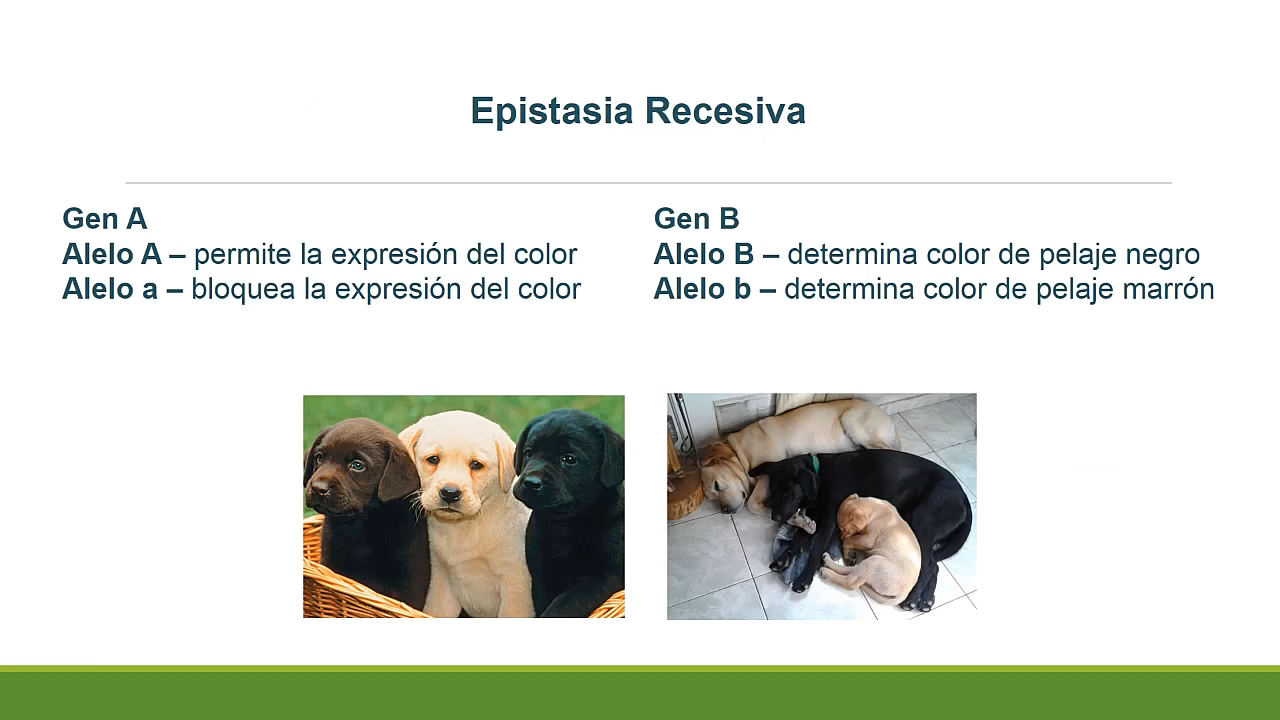 Epistasia Recesiva
Gen A
Alelo A – permite la expresión del color
Alelo a – bloquea la expresión del color
Gen B
Alelo B – determina color de pelaje negro
Alelo b – determina color de pelaje marrón